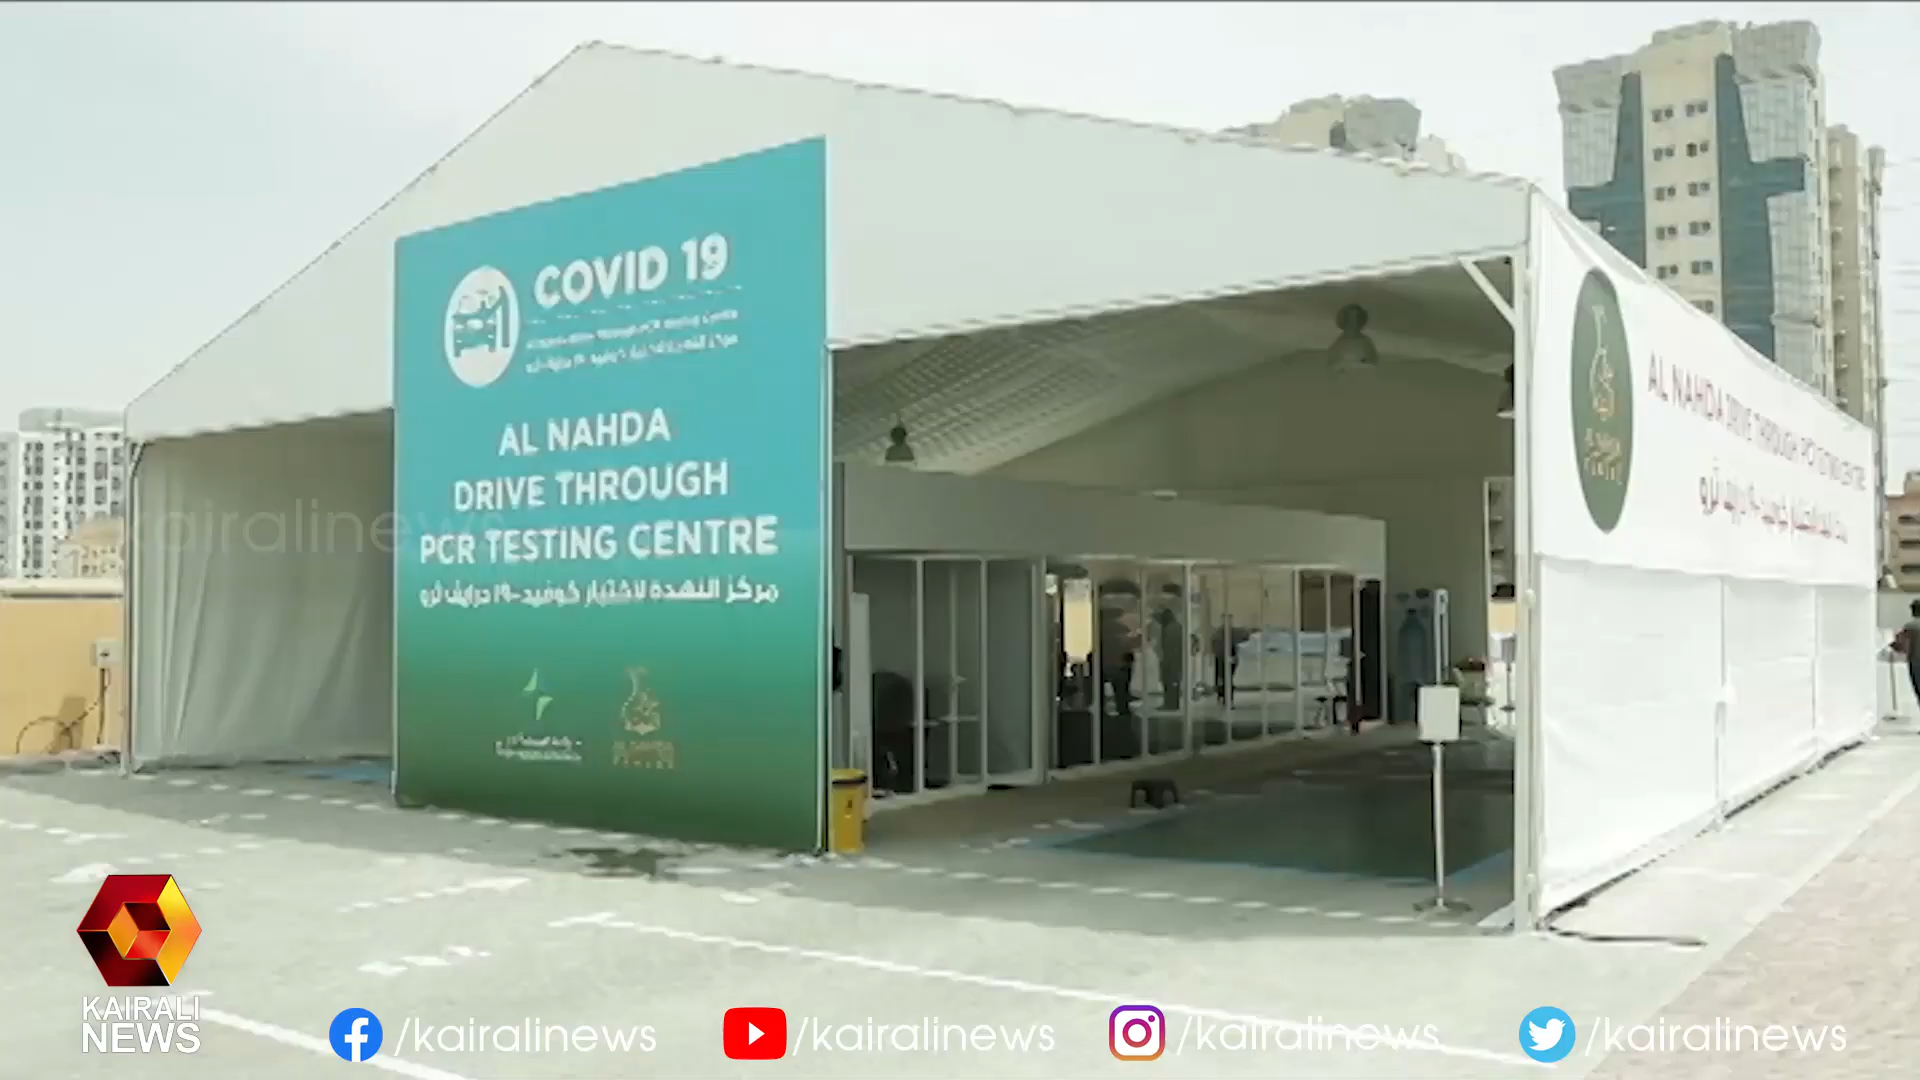 COVID 19
AL NAHDA
DRIVE THROUGH
PCR TESTING CENTRE
مركز النهدة لاختبار كوفيد-١٩ درايف ثرو
AL NAHDA DRIVE THROUGH PCR TESTING CENTRE
kairalinews
KAIRALI
NEWS
/kairalinews
/kairalinews
/kairalinews
/kairalinews